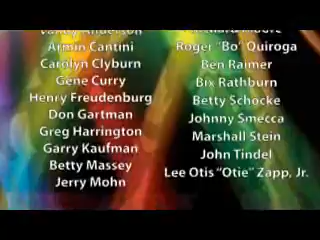 Armin Cantini
Carolyn Clyburn
Gene Curry
Henry Freudenburg
Don Gartman
Greg Harrington
Garry Kaufman
Betty Massey
Jerry Mohn
Roger "Bo" Quiroga
Ben Raimer
Bix Rathburn
Betty Schocke
Johnny Smecca
Marshall Stein
John Tindel
Lee Otis "Otie" Zapp, Jr.